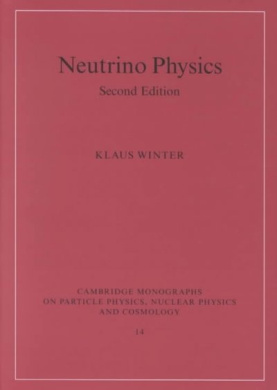 Neutrino Physics
Second Edition
KLAUS WINTER
CAMBRIDGE MONOGRAPHS
ON PARTICLE PHYSICS, NUCLEAR PHYSICS
AND COSMOLOGY
14